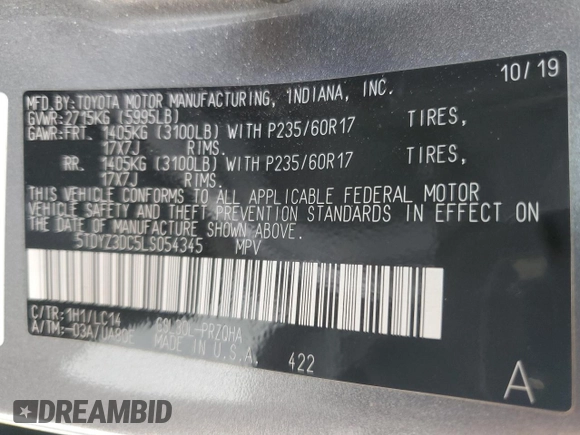 10/19
MFD.BY:TOYOTA MOTOR MANUFACTURING, INDIANA, INC.
GVWR:2715KG (5995LB)
GAWR:FRT. 1405KG (3100LB) WITH P235/60R17 TIRES,
17X7J RIMS.
RR. 1405KG (3100LB) WITH P235/60R17 TIRES,
17X7J RIMS.
THIS VEHICLE CONFORMS TO ALL APPLICABLE FEDERAL MOTOR
VEHICLE SAFETY AND THEFT PREVENTION STANDARDS IN EFFECT ON
THE DATE OF MANUFACTURE SHOWN ABOVE.
5TDYZ3DC5LS054345 MPV
C/TR:1H1/LC14
A/TM:-03A/UA80E
MADE IN U.S.A.
422
A
DREAMBID